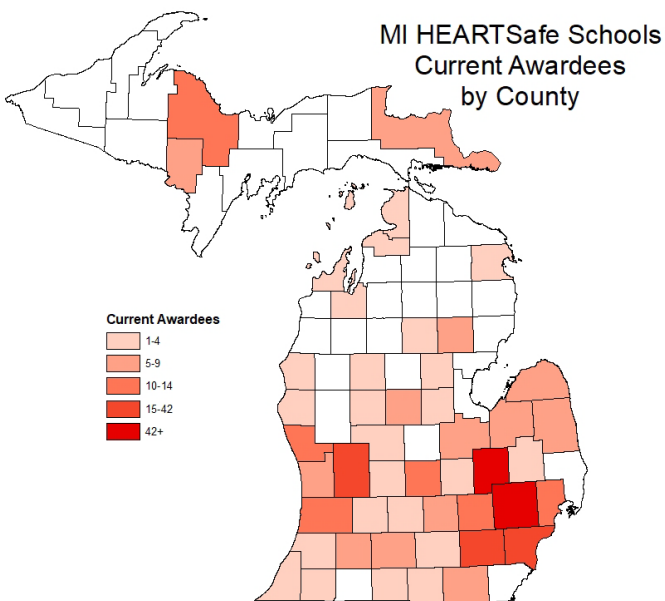 MI HEARTSafe Schools
Current Awardees
by County
Current Awardees
1-4
5-9
10-14
15-42
42+